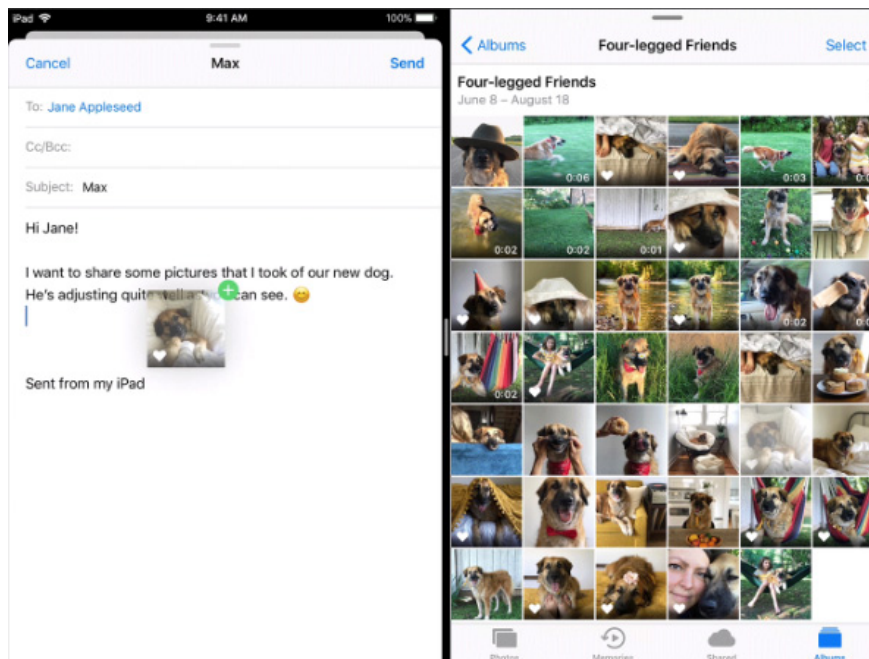 iPad 9:41 AM 100%
Cancel Max Send
To: Jane Appleseed
Cc/Bcc:
Subject: Max
Hi Jane!
I want to share some pictures that I took of our new dog.
He's adjusting quite well as you can see. 😊
Sent from my iPad
Albums Four-legged Friends Select
Four-legged Friends
June 8 – August 18
0:06
0:03
0:02
0:02
0:01
0:02
0:02
Photos Memories Shared Albums